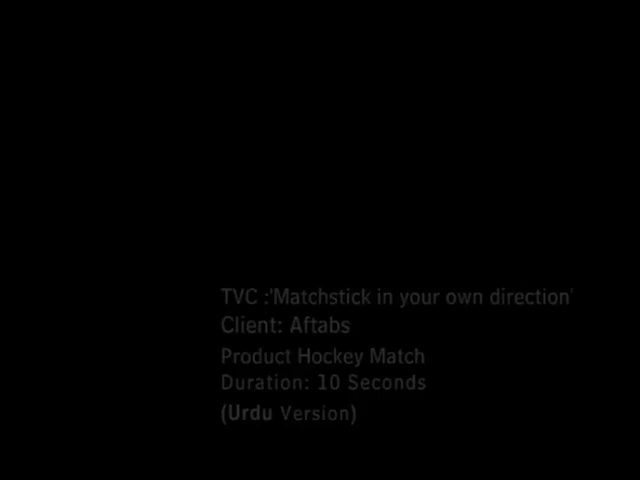 TVC :'Matchstick in your own direction'
Client: Aftabs
Product Hockey Match
Duration: 10 Seconds
(Urdu Version)